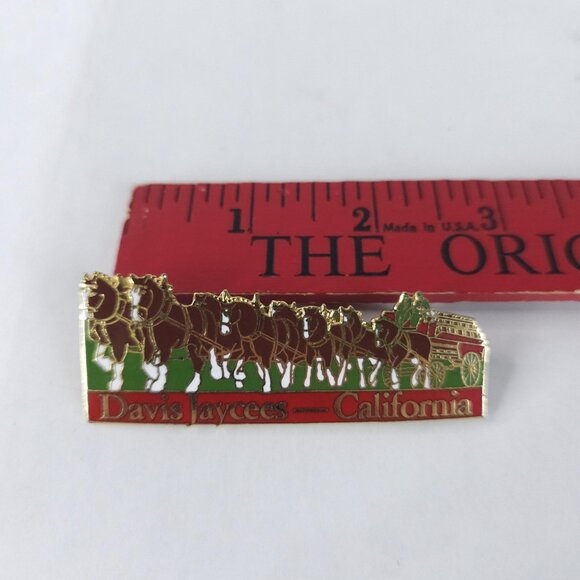 1 2 Made in U.S.A. 3
THE ORIG
Davis Jaycees — California